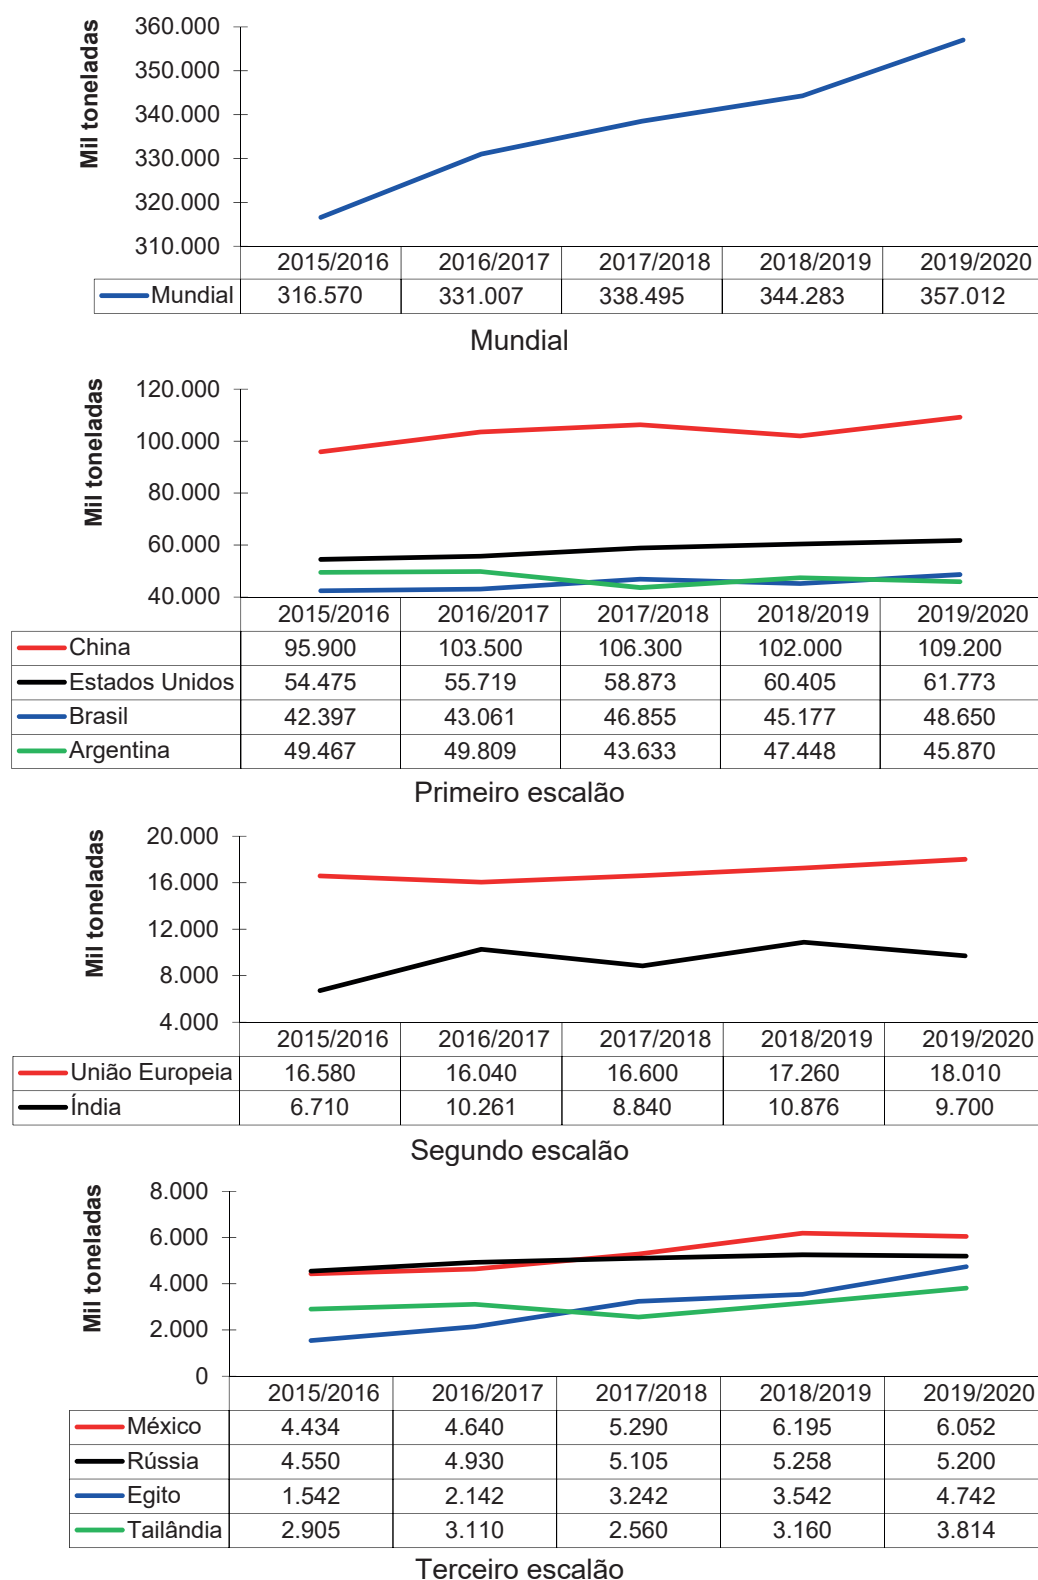 Mil toneladas
360.000
350.000
340.000
330.000
320.000
310.000
2015/2016 2016/2017 2017/2018 2018/2019 2019/2020
Mundial 316.570 331.007 338.495 344.283 357.012
Mundial
Mil toneladas
120.000
100.000
80.000
60.000
40.000
2015/2016 2016/2017 2017/2018 2018/2019 2019/2020
China 95.900 103.500 106.300 102.000 109.200
Estados Unidos 54.475 55.719 58.873 60.405 61.773
Brasil 42.397 43.061 46.855 45.177 48.650
Argentina 49.467 49.809 43.633 47.448 45.870
Primeiro escalão
Mil toneladas
20.000
16.000
12.000
8.000
4.000
2015/2016 2016/2017 2017/2018 2018/2019 2019/2020
União Europeia 16.580 16.040 16.600 17.260 18.010
Índia 6.710 10.261 8.840 10.876 9.700
Segundo escalão
Mil toneladas
8.000
6.000
4.000
2.000
0
2015/2016 2016/2017 2017/2018 2018/2019 2019/2020
México 4.434 4.640 5.290 6.195 6.052
Rússia 4.550 4.930 5.105 5.258 5.200
Egito 1.542 2.142 3.242 3.542 4.742
Tailândia 2.905 3.110 2.560 3.160 3.814
Terceiro escalão